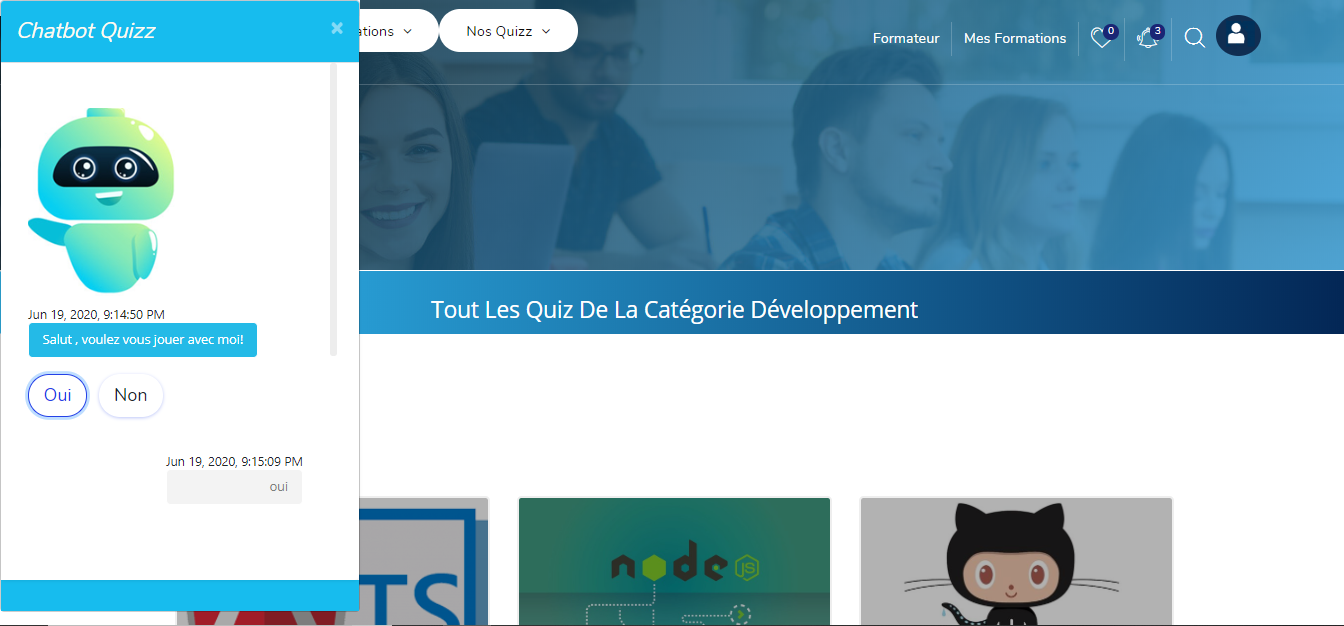 Chatbot Quizz
×
Nos Quizz
Formateur
Mes Formations
0
3
Jun 19, 2020, 9:14:50 PM
Salut , voulez vous jouer avec moi!
Oui
Non
Jun 19, 2020, 9:15:09 PM
oui
Tout Les Quiz De La Catégorie Développement
TS
node
JS